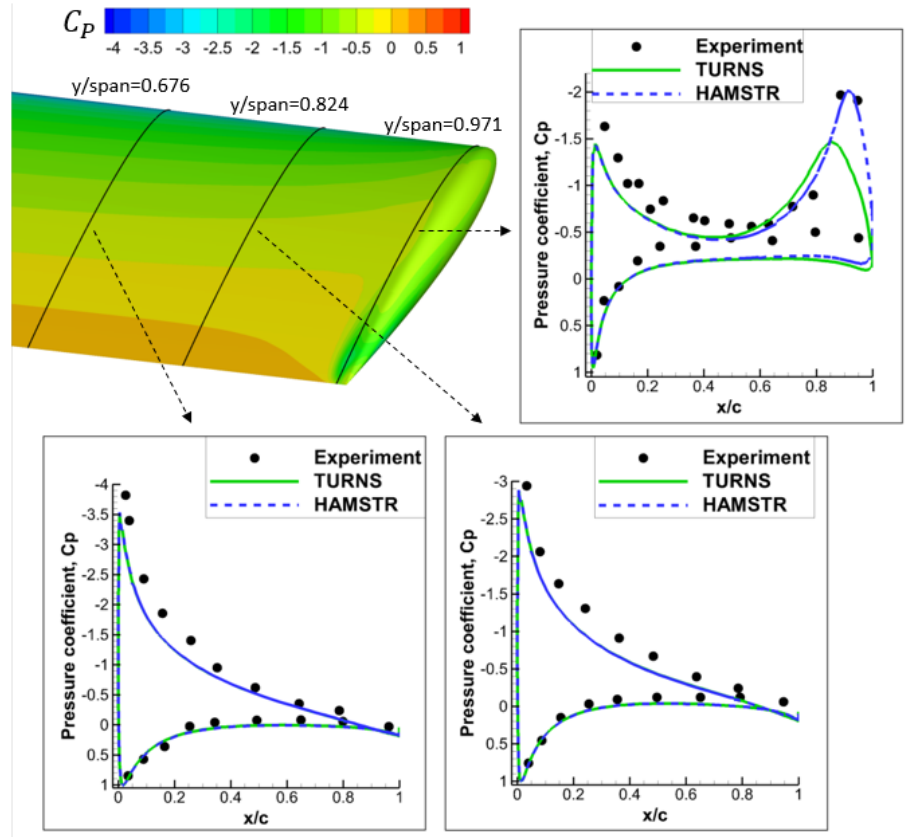 C_P
-4 -3.5 -3 -2.5 -2 -1.5 -1 -0.5 0 0.5 1
y/span=0.676
y/span=0.824
y/span=0.971
Experiment
TURNS
HAMSTR
Pressure coefficient, Cp
-2
-1.5
-1
-0.5
0
0.5
1
0 0.2 0.4 0.6 0.8 1
x/c
Experiment
TURNS
HAMSTR
Pressure coefficient, Cp
-4
-3.5
-3
-2.5
-2
-1.5
-1
-0.5
0
0.5
1
0 0.2 0.4 0.6 0.8 1
x/c
Experiment
TURNS
HAMSTR
Pressure coefficient, Cp
-3
-2.5
-2
-1.5
-1
-0.5
0
0.5
1
0 0.2 0.4 0.6 0.8 1
x/c